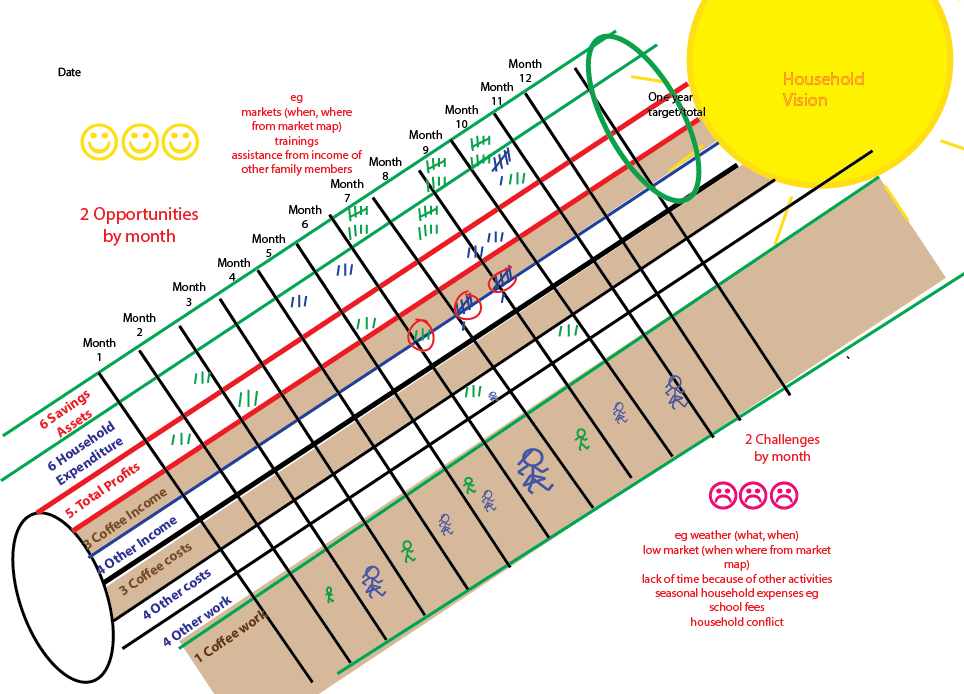 Date
eg
markets (when, where
from market map)
trainings
assistance from income of
other family members
2 Opportunities
by month
Household
Vision
One year
target/total
Month
1
Month
2
Month
3
Month
4
Month
5
Month
6
Month
7
Month
8
Month
9
Month
10
Month
11
Month
12
6 Savings
Assets
6 Household
Expenditure
5. Total Profits
3 Coffee Income
4 Other Income
3 Coffee costs
4 Other costs
4 Other work
1 Coffee work
2 Challenges
by month
eg weather (what, when)
low market (when where from market
map)
lack of time because of other activities
seasonal household expenses eg
school fees
household conflict